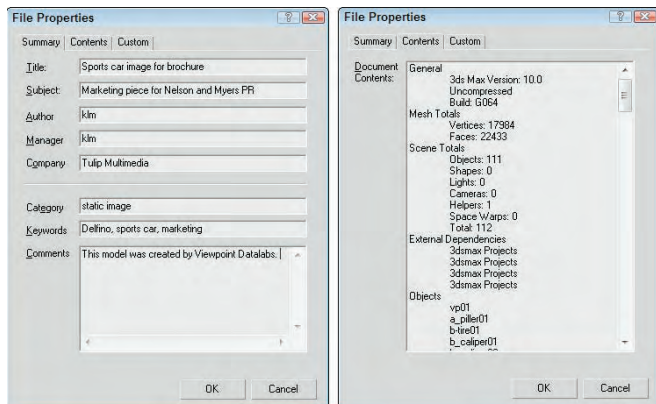 File Properties
Summary Contents Custom
Title: Sports car image for brochure
Subject: Marketing piece for Nelson and Myers PR
Author klm
Manager klm
Company Tulip Multimedia
Category static image
Keywords Delfino, sports car, marketing
Comments This model was created by Viewpoint Datalabs.
OK Cancel
File Properties
Summary Contents Custom
Document Contents:
General
3ds Max Version: 10.0
Uncompressed
Build: G064
Mesh Totals
Vertices: 17984
Faces: 22433
Scene Totals
Objects: 111
Shapes: 0
Lights: 0
Cameras: 0
Helpers: 1
Space Warps: 0
Total: 112
External Dependencies
3dsmax Projects
3dsmax Projects
3dsmax Projects
3dsmax Projects
Objects
vp01
a_piller01
b-tire01
b_caliper01
OK Cancel